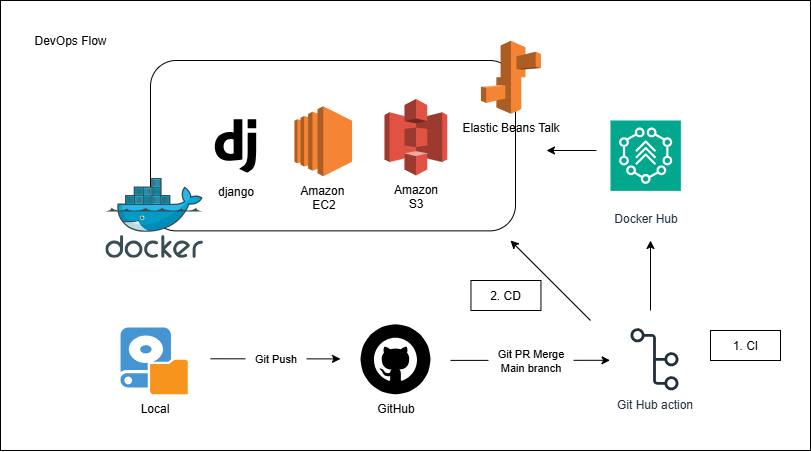 DevOps Flow
Elastic Beans Talk
dj
django
Amazon
EC2
Amazon
S3
docker
Docker Hub
2. CD
1. CI
Git Push
Git PR Merge
Main branch
Local
GitHub
Git Hub action